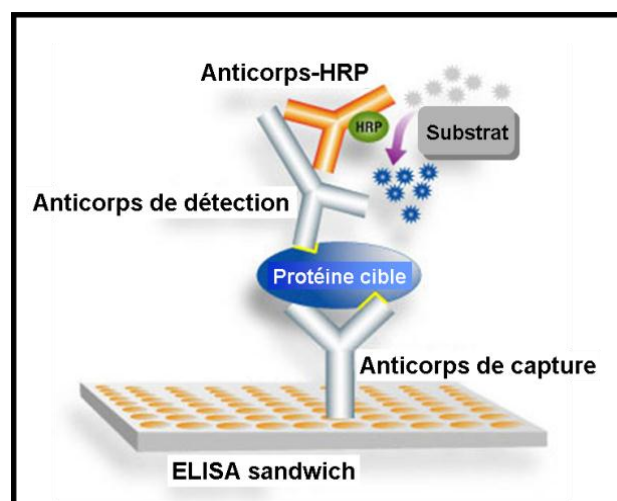 Anticorps-HRP
HRP
Substrat
Anticorps de détection
Protéine cible
Anticorps de capture
ELISA sandwich